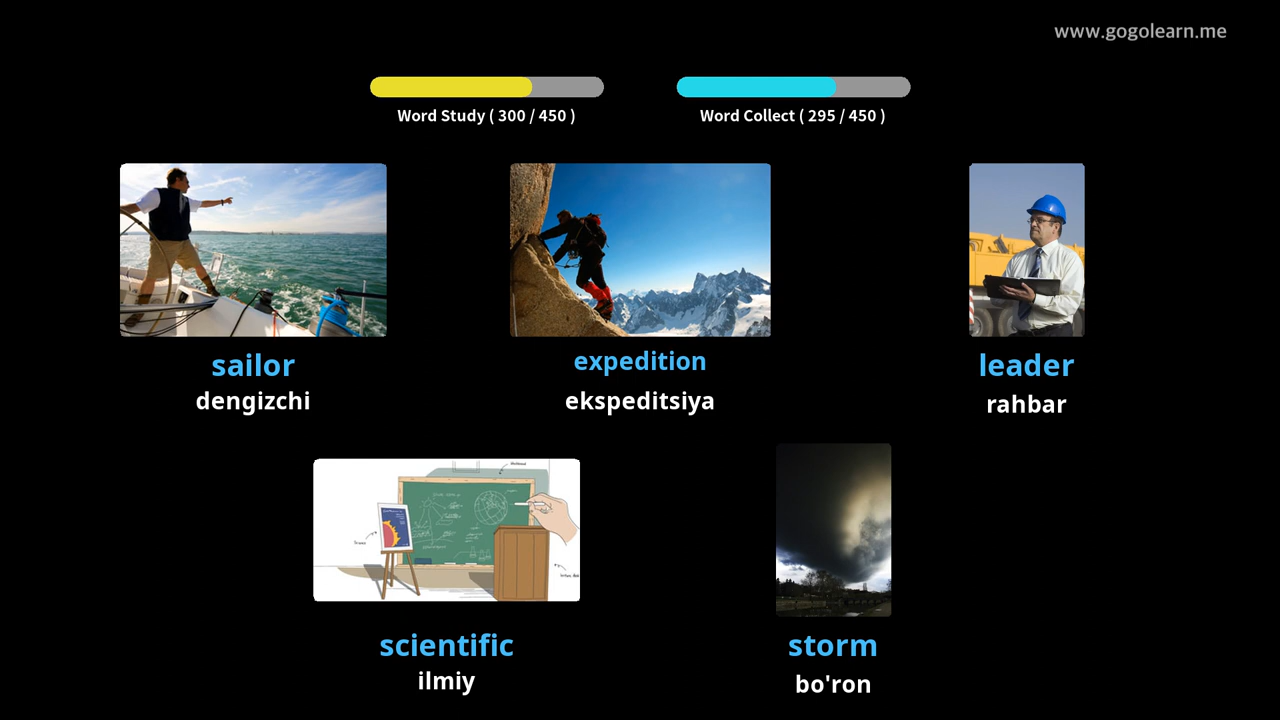 www.gogolearn.me
Word Study ( 300 / 450 )
Word Collect ( 295 / 450 )
sailor
dengizchi
expedition
ekspeditsiya
leader
rahbar
scientific
ilmiy
storm
bo'ron